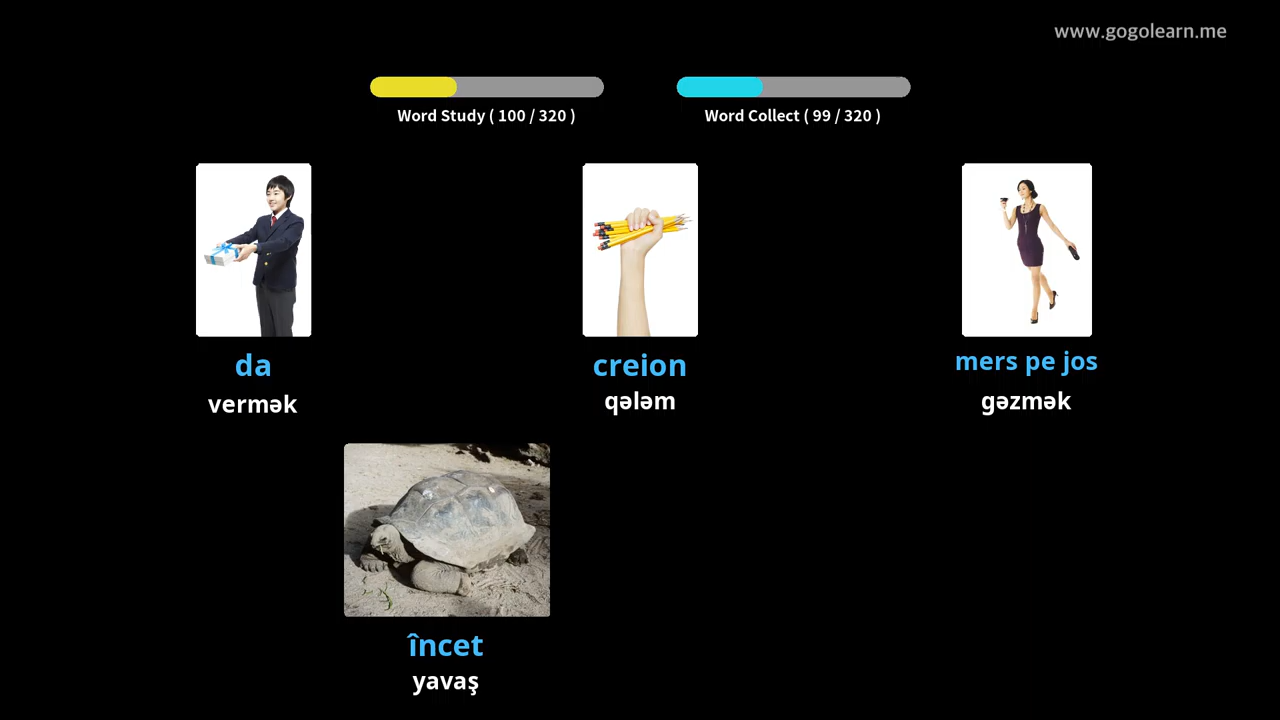 www.gogolearn.me
Word Study ( 100 / 320 )
Word Collect ( 99 / 320 )
da
creion
mers pe jos
vermək
qələm
gəzmək
încet
yavaş